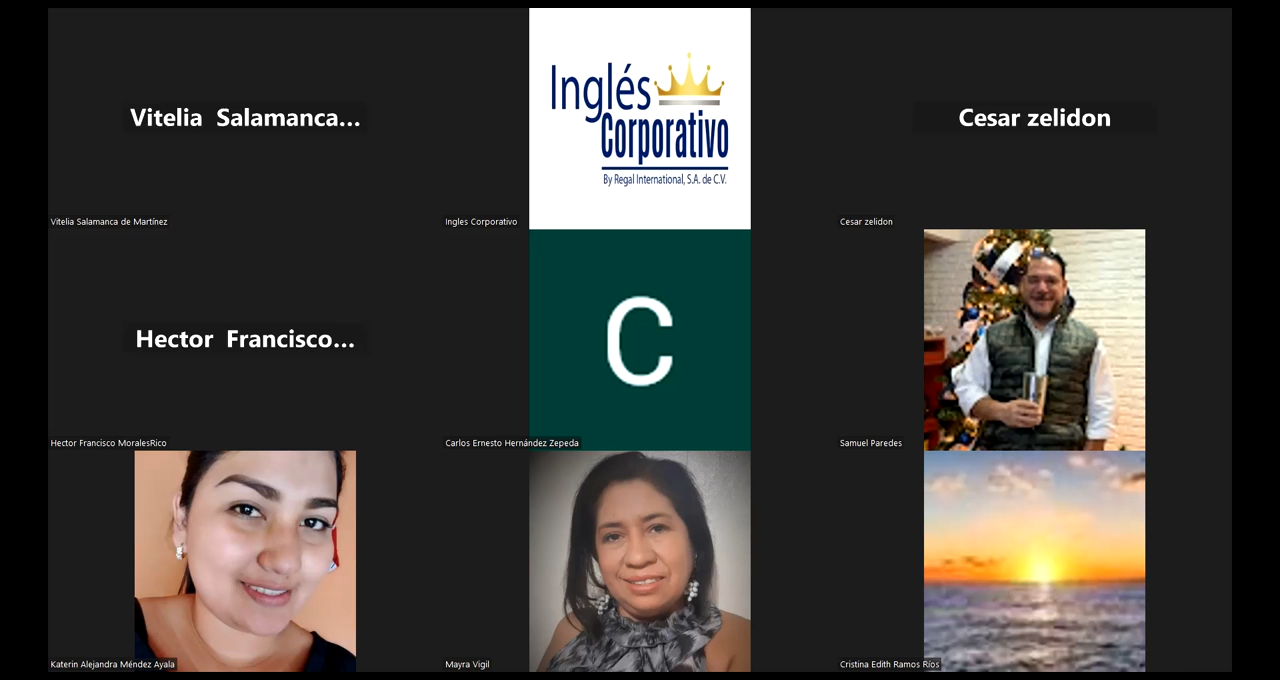 Vitelia  Salamanca...
Vitelia Salamanca de Martínez
Inglés
Corporativo
By Regal International, S.A. de C.V.
Ingles Corporativo
Cesar zelidon
Cesar zelidon
Hector  Francisco...
Hector Francisco MoralesRico
C
Carlos Ernesto Hernández Zepeda
Samuel Paredes
Katerin Alejandra Méndez Ayala
Mayra Vigil
Cristina Edith Ramos Ríos